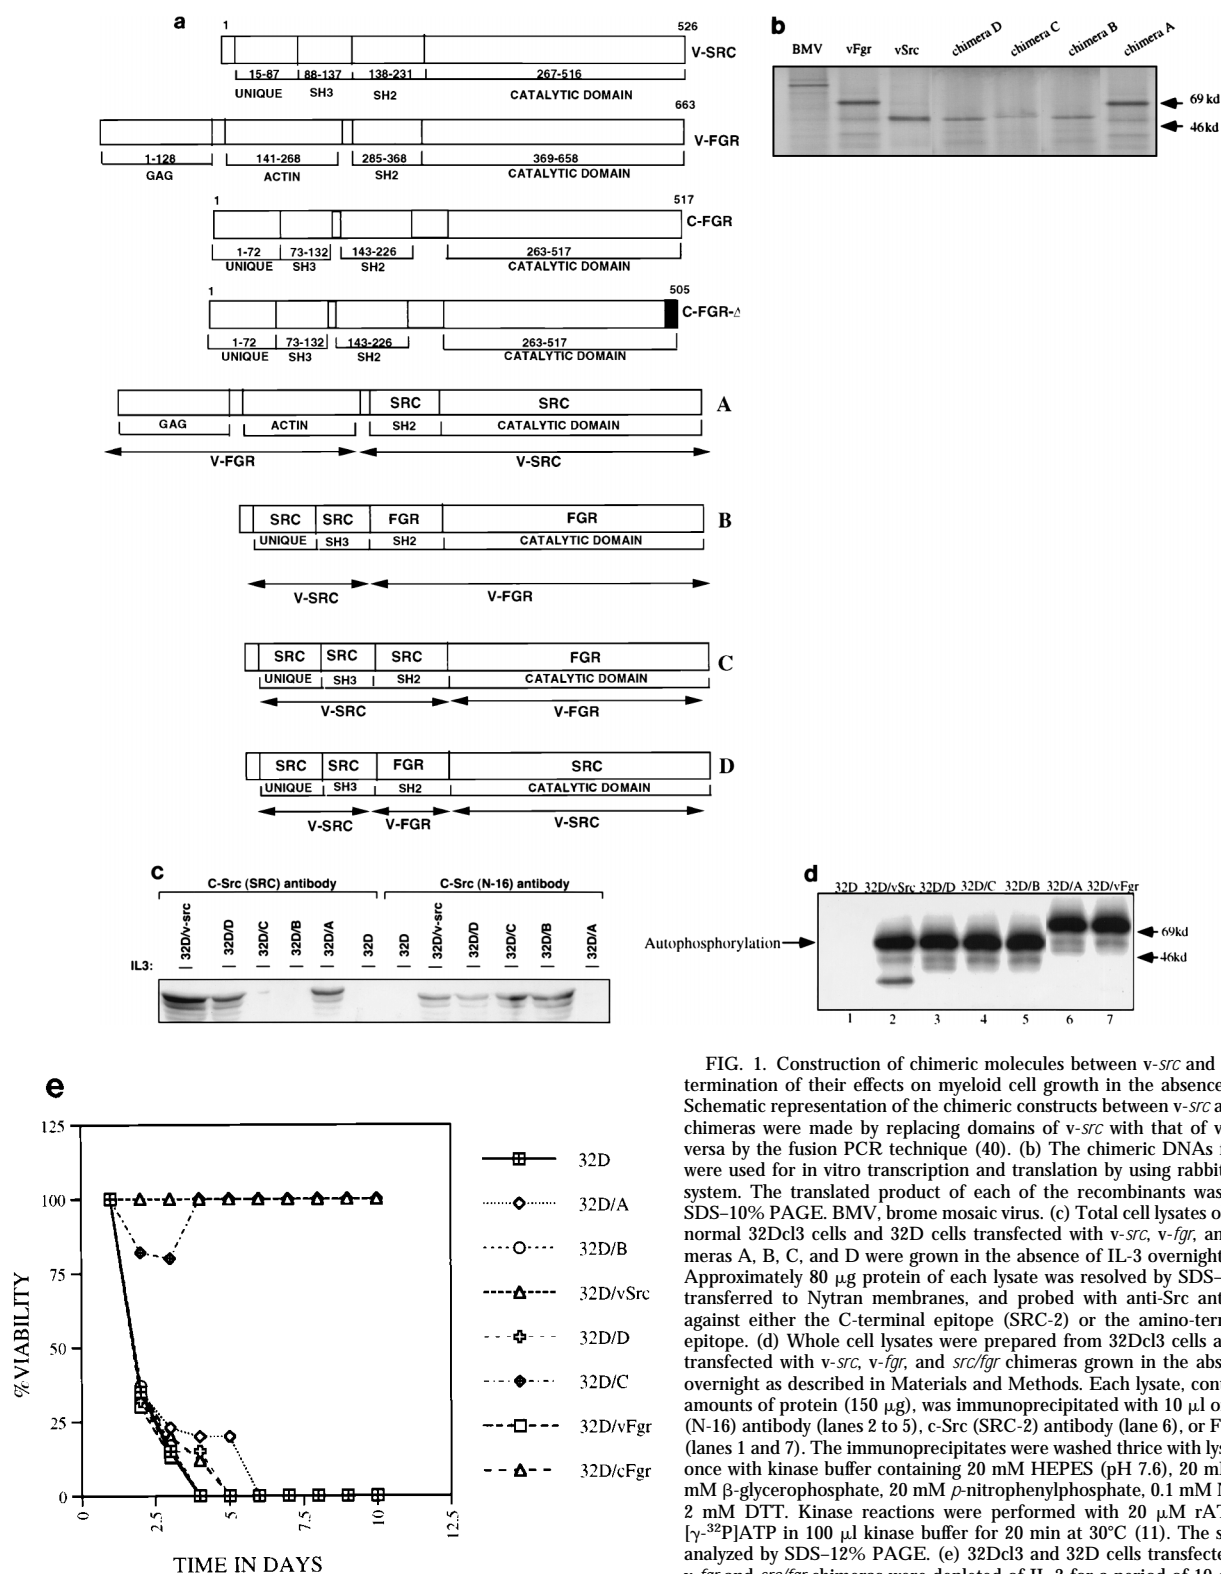 a
1
526
V-SRC
15-87 88-137 138-231 267-516
UNIQUE SH3 SH2 CATALYTIC DOMAIN
663
V-FGR
1-128 141-268 285-368 369-658
GAG ACTIN SH2 CATALYTIC DOMAIN
1
517
C-FGR
1-72 73-132 143-226 263-517
UNIQUE SH3 SH2 CATALYTIC DOMAIN
1
505
C-FGR-Δ
1-72 73-132 143-226 263-517
UNIQUE SH3 SH2 CATALYTIC DOMAIN
SRC SRC A
GAG ACTIN SH2 CATALYTIC DOMAIN
V-FGR V-SRC
SRC SRC FGR FGR B
UNIQUE SH3 SH2 CATALYTIC DOMAIN
V-SRC V-FGR
SRC SRC SRC FGR C
UNIQUE SH3 SH2 CATALYTIC DOMAIN
V-SRC V-FGR
SRC SRC FGR SRC D
UNIQUE SH3 SH2 CATALYTIC DOMAIN
V-SRC V-FGR V-SRC
b
BMV vFgr vSrc chimera D chimera C chimera B chimera A
69 kd
46kd
c
C-Src (SRC) antibody C-Src (N-16) antibody
32D/v-src 32D/D 32D/C 32D/B 32D/A 32D 32D 32D/v-src 32D/D 32D/C 32D/B 32D/A
IL3: – – – – – – – – – – –
d
32D 32D/vSrc 32D/D 32D/C 32D/B 32D/A 32D/vFgr
Autophosphorylation
69kd
46kd
1 2 3 4 5 6 7
e
125
100
75
50
25
0
% VIABILITY
0 2.5 5 7.5 10 12.5
TIME IN DAYS
32D
32D/A
32D/B
32D/vSrc
32D/D
32D/C
32D/vFgr
32D/cFgr
FIG. 1. Construction of chimeric molecules between v-src and
termination of their effects on myeloid cell growth in the absence
Schematic representation of the chimeric constructs between v-src a
chimeras were made by replacing domains of v-src with that of v
versa by the fusion PCR technique (40). (b) The chimeric DNAs
were used for in vitro transcription and translation by using rabbit
system. The translated product of each of the recombinants was
SDS–10% PAGE. BMV, brome mosaic virus. (c) Total cell lysates o
normal 32Dcl3 cells and 32D cells transfected with v-src, v-fgr, an
meras A, B, C, and D were grown in the absence of IL-3 overnight
Approximately 80 μg protein of each lysate was resolved by SDS–
transferred to Nytran membranes, and probed with anti-Src ant
against either the C-terminal epitope (SRC-2) or the amino-ter
epitope. (d) Whole cell lysates were prepared from 32Dcl3 cells a
transfected with v-src, v-fgr, and src/fgr chimeras grown in the abs
overnight as described in Materials and Methods. Each lysate, cont
amounts of protein (150 μg), was immunoprecipitated with 10 μl o
(N-16) antibody (lanes 2 to 5), c-Src (SRC-2) antibody (lane 6), or F
(lanes 1 and 7). The immunoprecipitates were washed thrice with lys
once with kinase buffer containing 20 mM HEPES (pH 7.6), 20 m
mM β-glycerophosphate, 20 mM p-nitrophenylphosphate, 0.1 mM N
2 mM DTT. Kinase reactions were performed with 20 μM rAT
[γ-³²P]ATP in 100 μl kinase buffer for 20 min at 30°C (11). The s
analyzed by SDS–12% PAGE. (e) 32Dcl3 and 32D cells transfecte